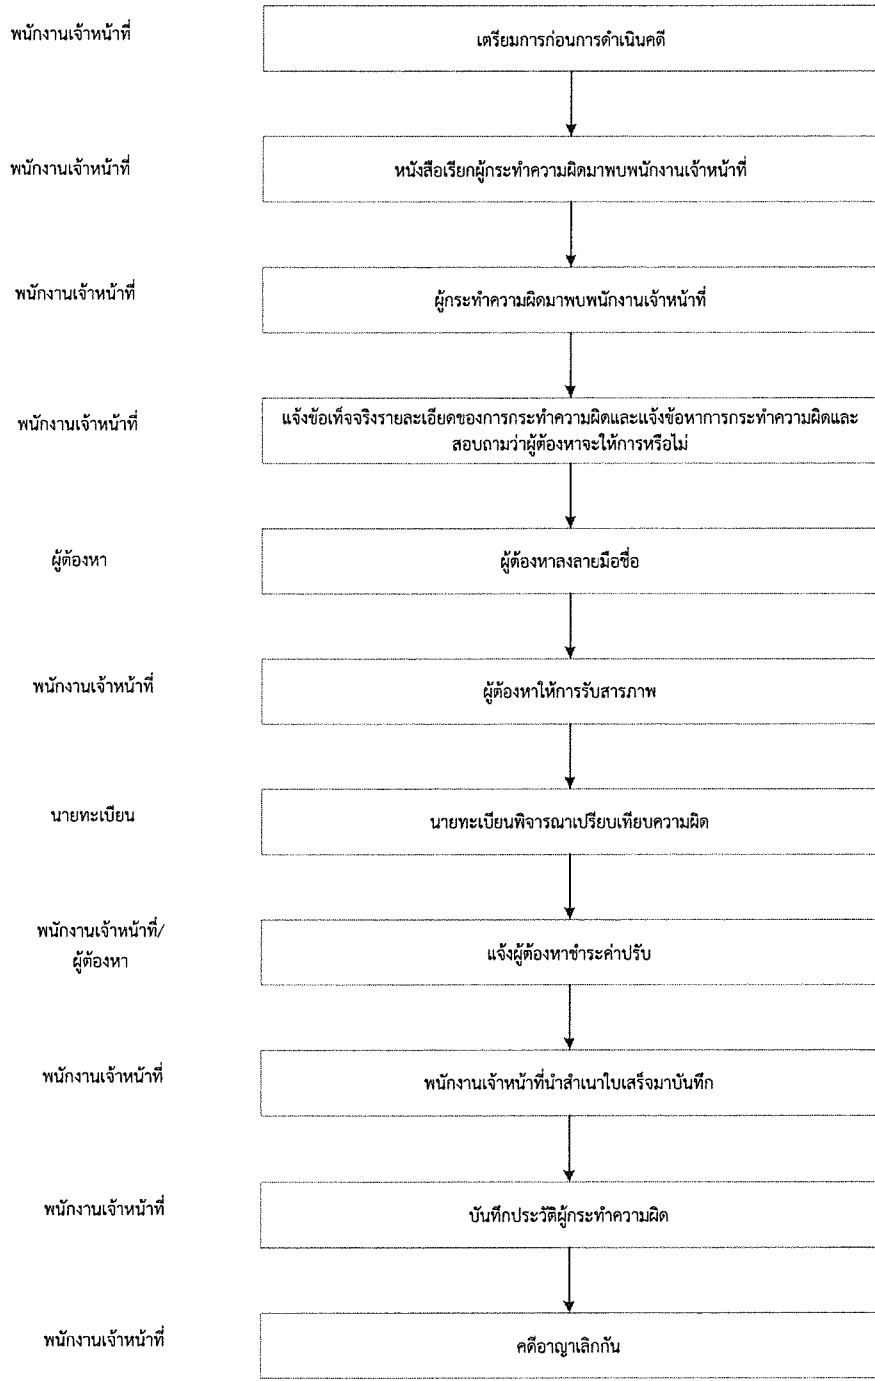 พนักงานเจ้าหน้าที่
เตรียมการก่อนการดำเนินคดี
พนักงานเจ้าหน้าที่
หนังสือเรียกผู้กระทำความผิดมาพบพนักงานเจ้าหน้าที่
พนักงานเจ้าหน้าที่
ผู้กระทำความผิดมาพบพนักงานเจ้าหน้าที่
พนักงานเจ้าหน้าที่
แจ้งข้อเท็จจริงรายละเอียดของการกระทำความผิดและแจ้งข้อหาการกระทำความผิดและ
สอบถามว่าผู้ต้องหาจะให้การหรือไม่
ผู้ต้องหา
ผู้ต้องหาลงลายมือชื่อ
พนักงานเจ้าหน้าที่
ผู้ต้องหาให้การรับสารภาพ
นายทะเบียน
นายทะเบียนพิจารณาเปรียบเทียบความผิด
พนักงานเจ้าหน้าที่/
ผู้ต้องหา
แจ้งผู้ต้องหาชำระค่าปรับ
พนักงานเจ้าหน้าที่
พนักงานเจ้าหน้าที่นำสำเนาใบเสร็จมาบันทึก
พนักงานเจ้าหน้าที่
บันทึกประวัติผู้กระทำความผิด
พนักงานเจ้าหน้าที่
คดีอาญาเลิกกัน